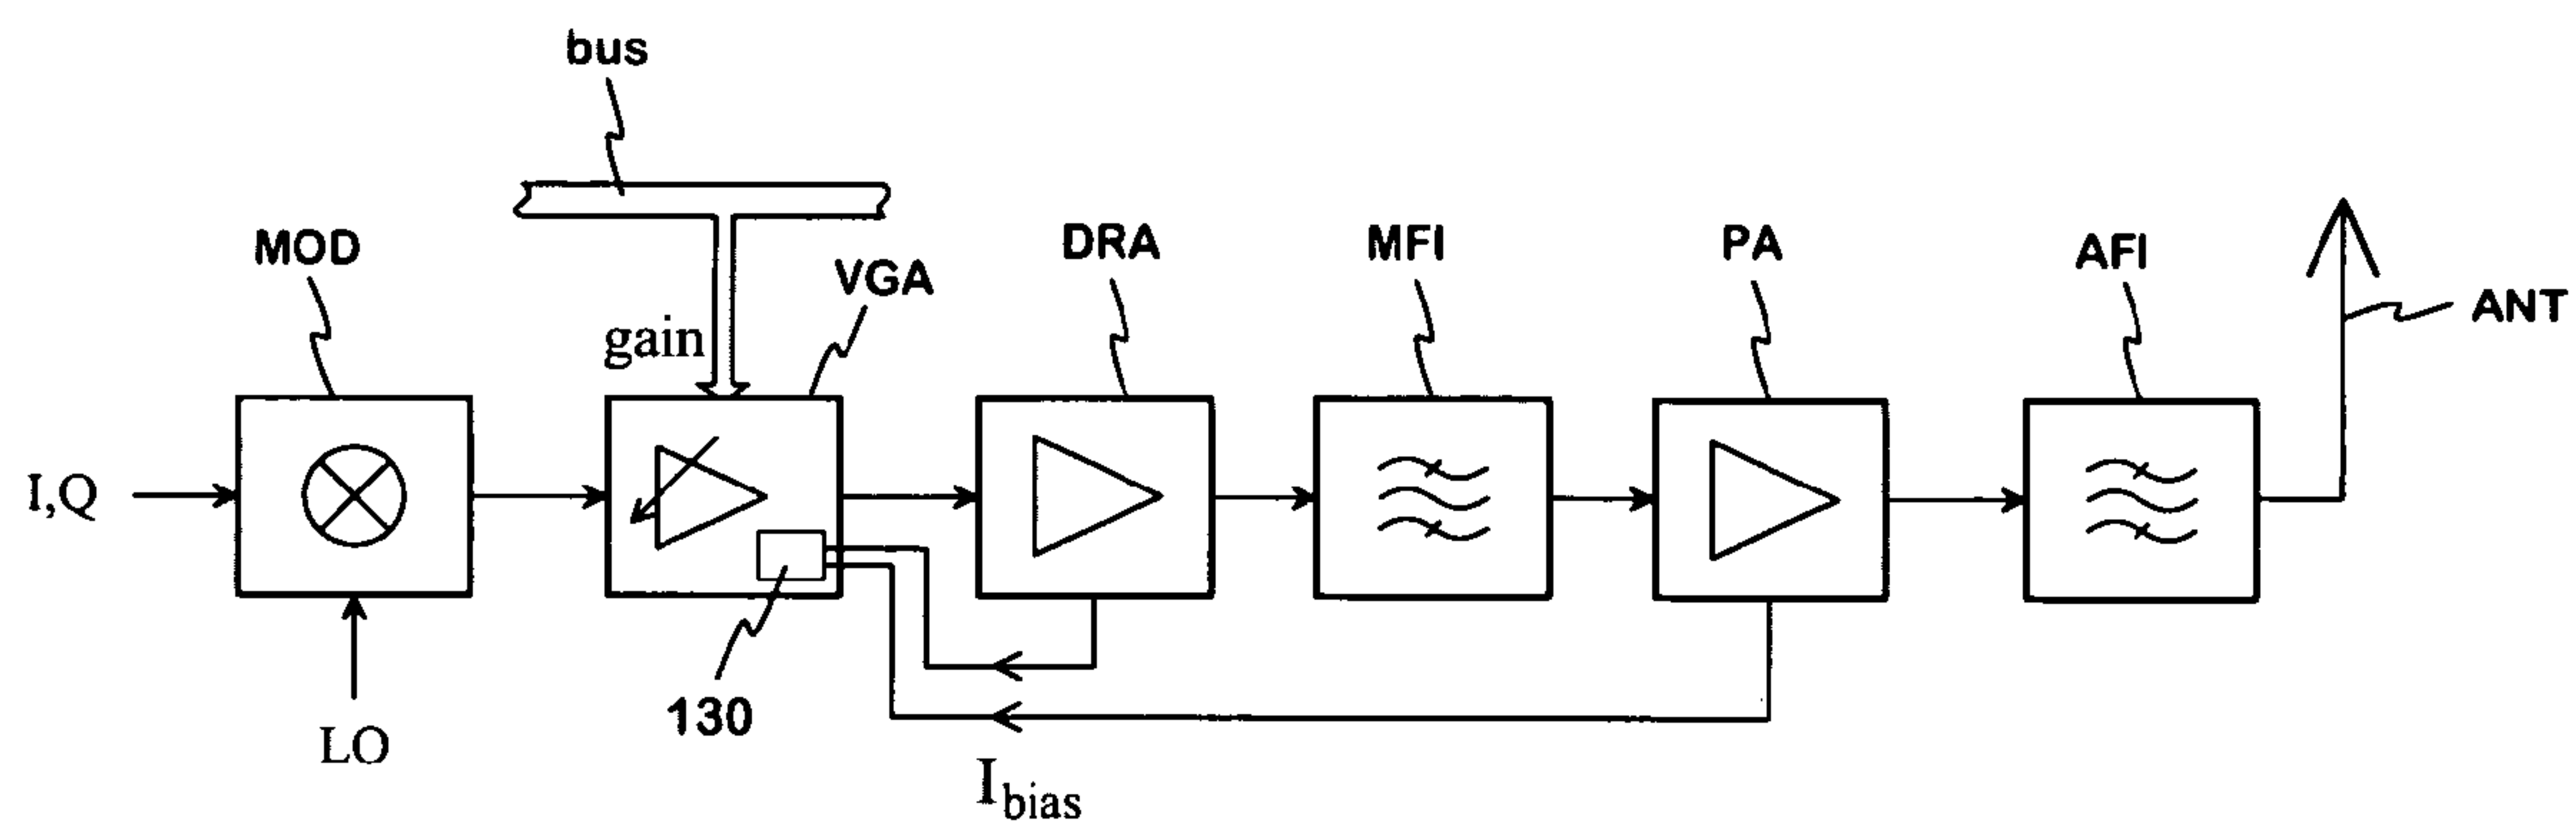 bus
MOD
VGA
DRA
MFI
PA
AFI
ANT
gain
I,Q
130
LO
Ibias